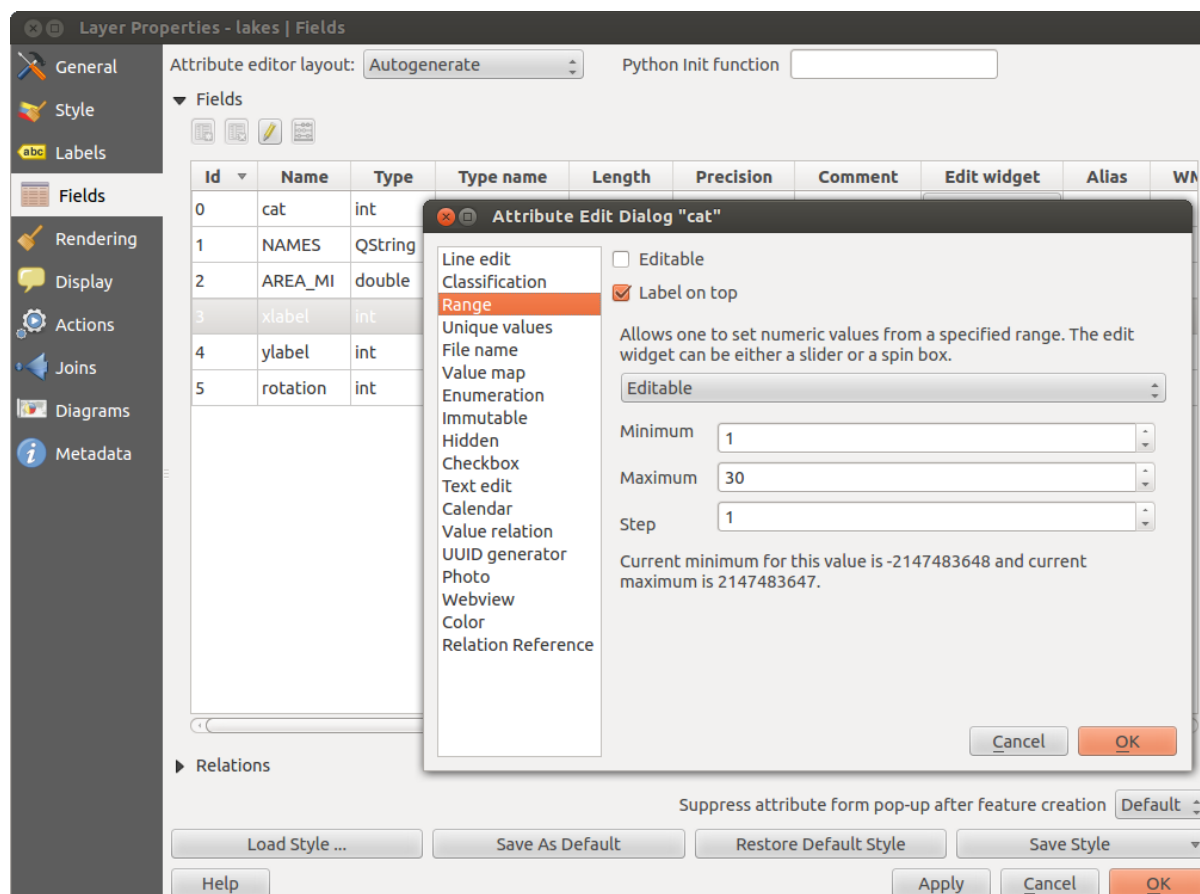 Layer Properties - lakes | Fields
General
Style
abc Labels
Fields
Rendering
Display
Actions
Joins
Diagrams
i Metadata
Attribute editor layout: Autogenerate Python Init function
Fields
Id Name Type Type name Length Precision Comment Edit widget Alias
0 cat int
1 NAMES QString
2 AREA_MI double
3 xlabel int
4 ylabel int
5 rotation int
Attribute Edit Dialog "cat"
Line edit
Classification
Range
Unique values
File name
Value map
Enumeration
Immutable
Hidden
Checkbox
Text edit
Calendar
Value relation
UUID generator
Photo
Webview
Color
Relation Reference
Editable
Label on top
Allows one to set numeric values from a specified range. The edit
widget can be either a slider or a spin box.
Editable
Minimum 1
Maximum 30
Step 1
Current minimum for this value is -2147483648 and current
maximum is 2147483647.
Cancel OK
Relations
Suppress attribute form pop-up after feature creation Default
Load Style ... Save As Default Restore Default Style Save Style
Help Apply Cancel OK